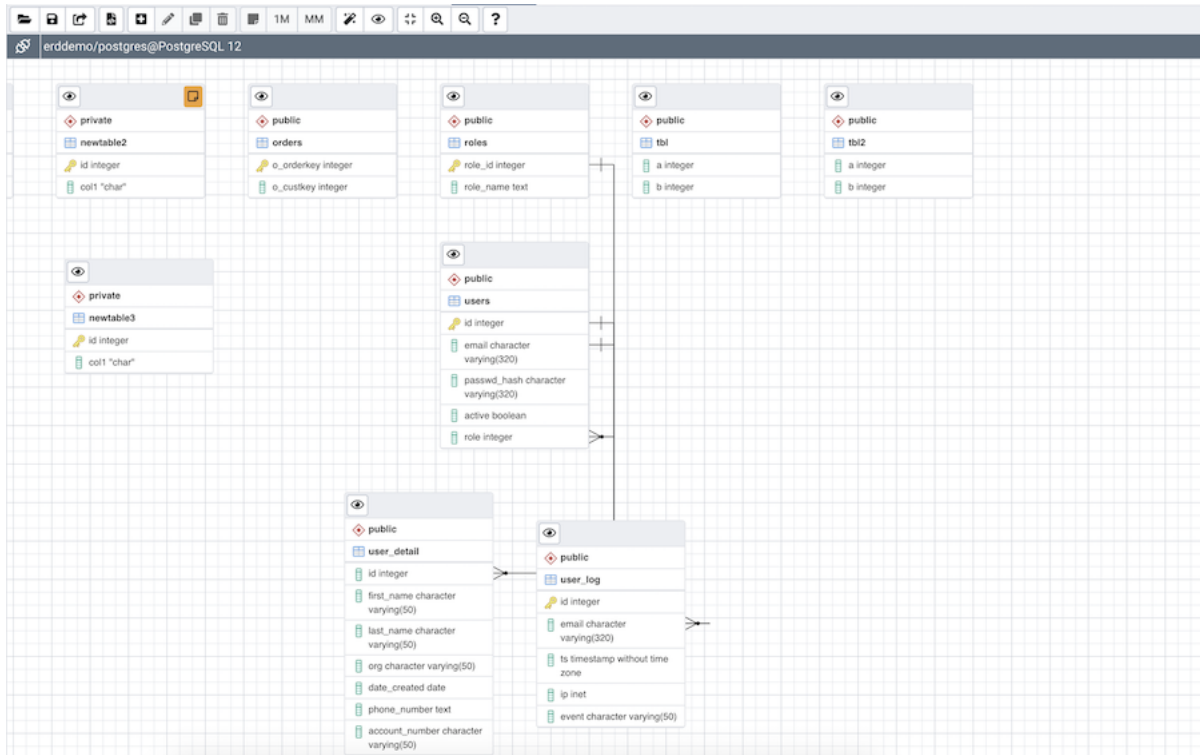 1M MM ?
erddemo/postgres@PostgreSQL 12
private
newtable2
id integer
col1 "char"
public
orders
o_orderkey integer
o_custkey integer
public
roles
role_id integer
role_name text
public
tbl
a integer
b integer
public
tbl2
a integer
b integer
private
newtable3
id integer
col1 "char"
public
users
id integer
email character
varying(320)
passwd_hash character
varying(320)
active boolean
role integer
public
user_detail
id integer
first_name character
varying(50)
last_name character
varying(50)
org character varying(50)
date_created date
phone_number text
account_number character
varying(50)
public
user_log
id integer
email character
varying(320)
ts timestamp without time
zone
ip inet
event character varying(50)